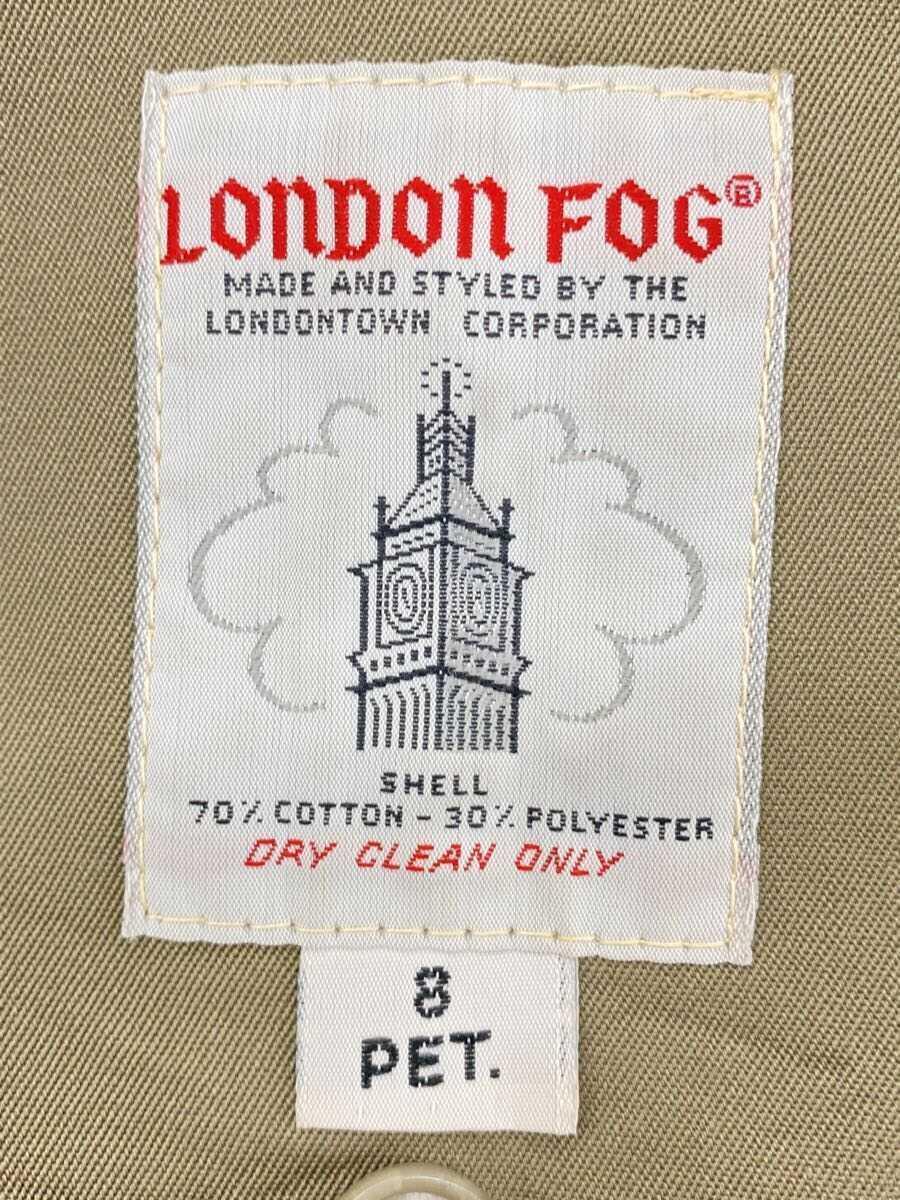 LONDON FOG®
MADE AND STYLED BY THE
LONDONTOWN CORPORATION
SHELL
70% COTTON - 30% POLYESTER
DRY CLEAN ONLY
8
PET.